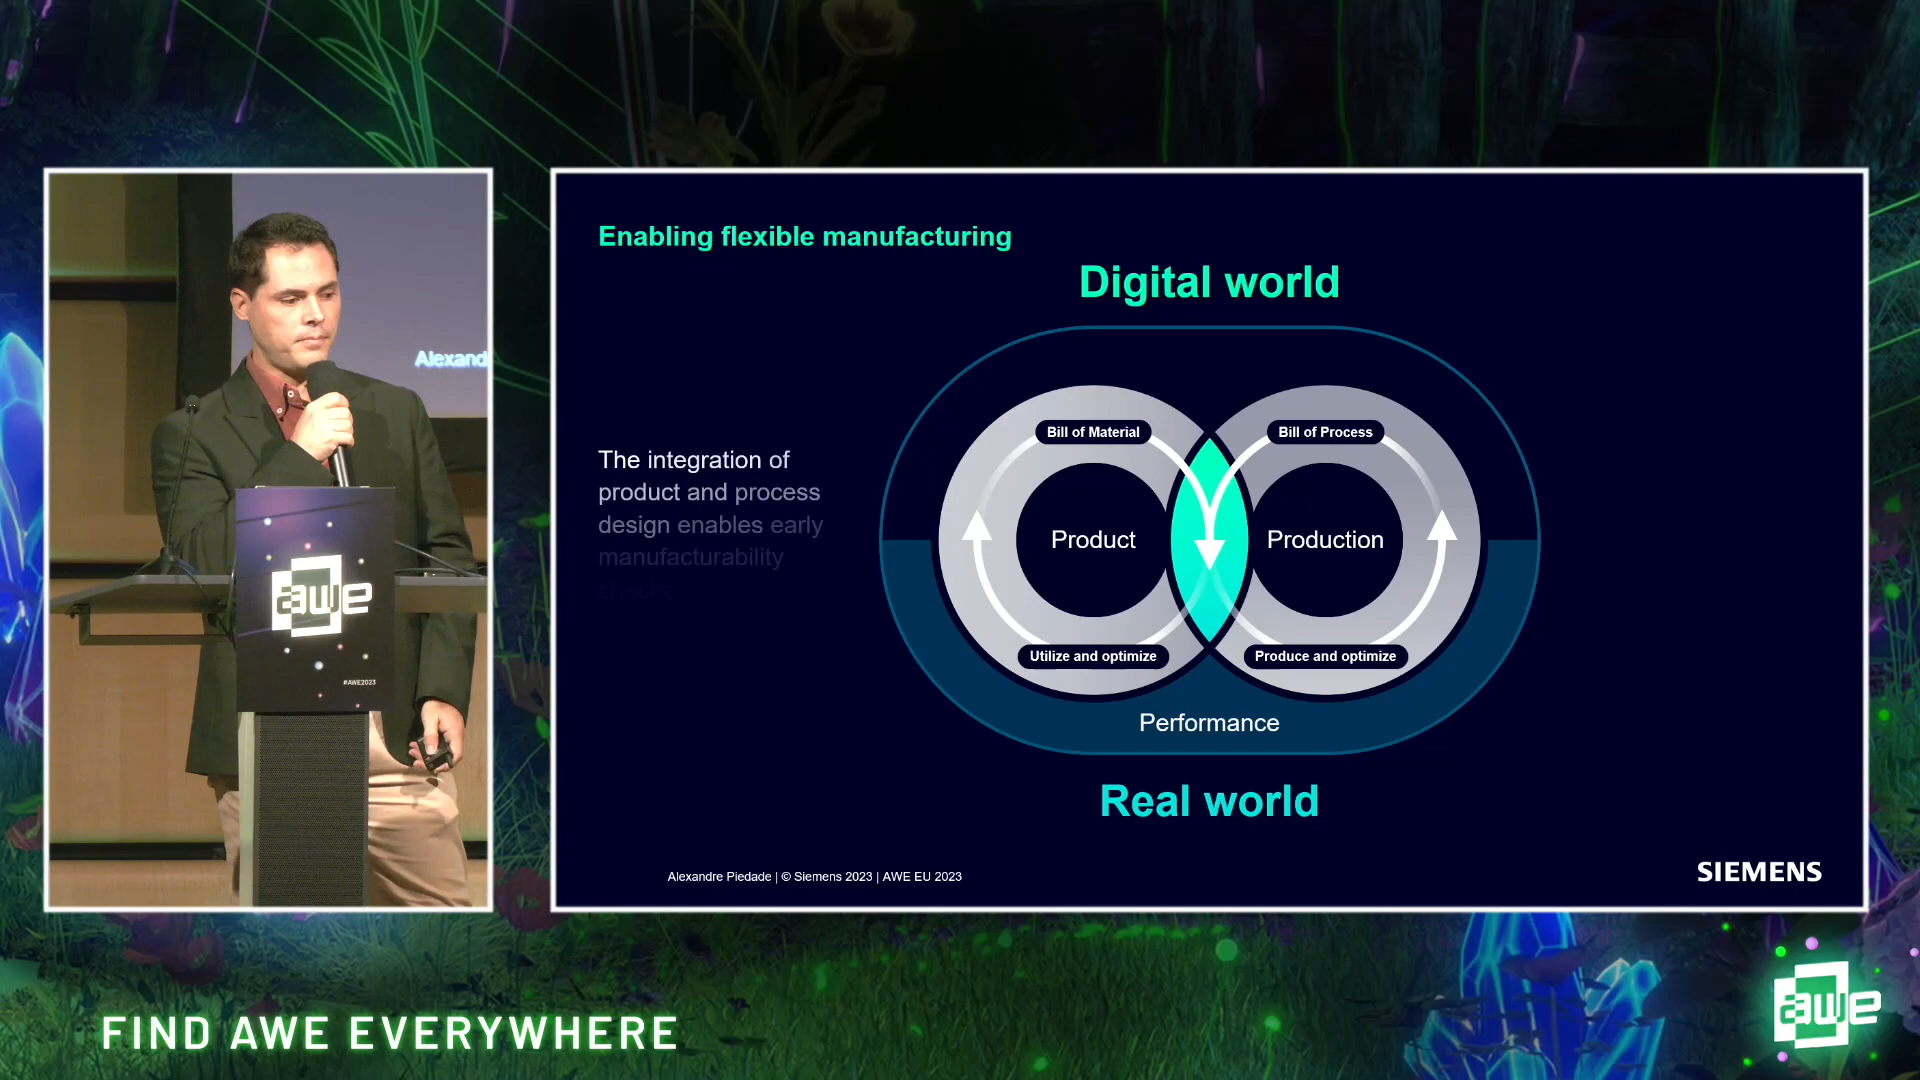 Enabling flexible manufacturing
Digital world
Alexand
The integration of
product and process
design enables early
manufacturability
checks
Bill of Material
Bill of Process
Product
Production
Utilize and optimize
Produce and optimize
Performance
Real world
awe
#AWE2023
Alexandre Piedade | © Siemens 2023 | AWE EU 2023
SIEMENS
FIND AWE EVERYWHERE
awe